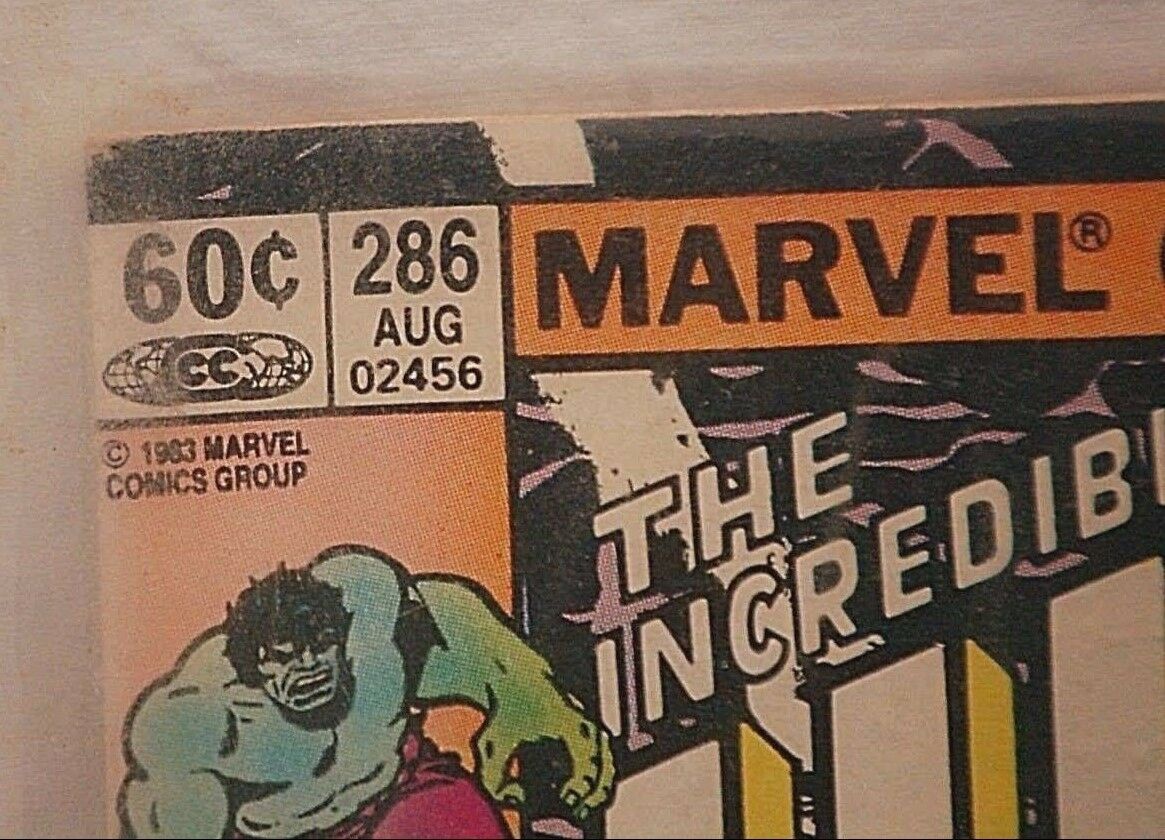 60¢
CC
286
AUG
02456
MARVEL®
© 1983 MARVEL
COMICS GROUP
THE
INCREDIB